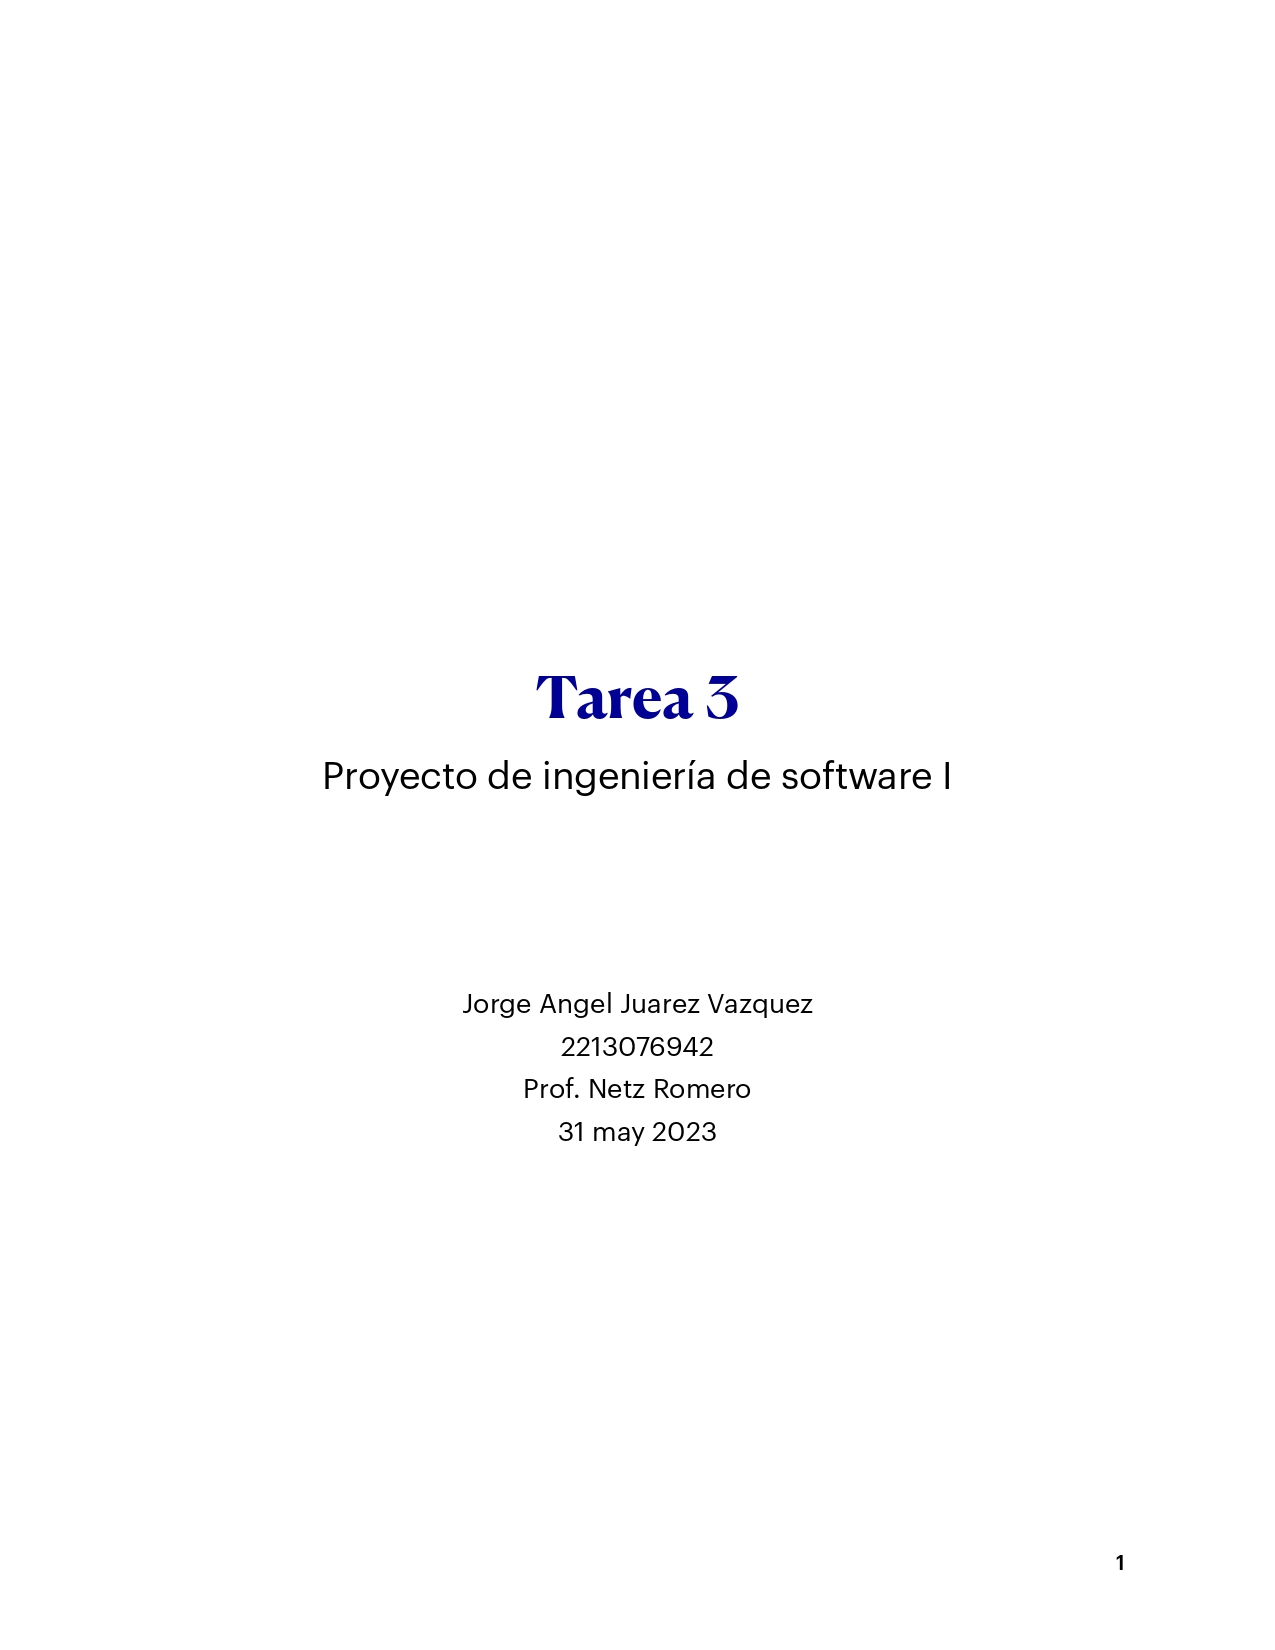 Tarea 3
Proyecto de ingeniería de software I
Jorge Angel Juarez Vazquez
2213076942
Prof. Netz Romero
31 may 2023
1